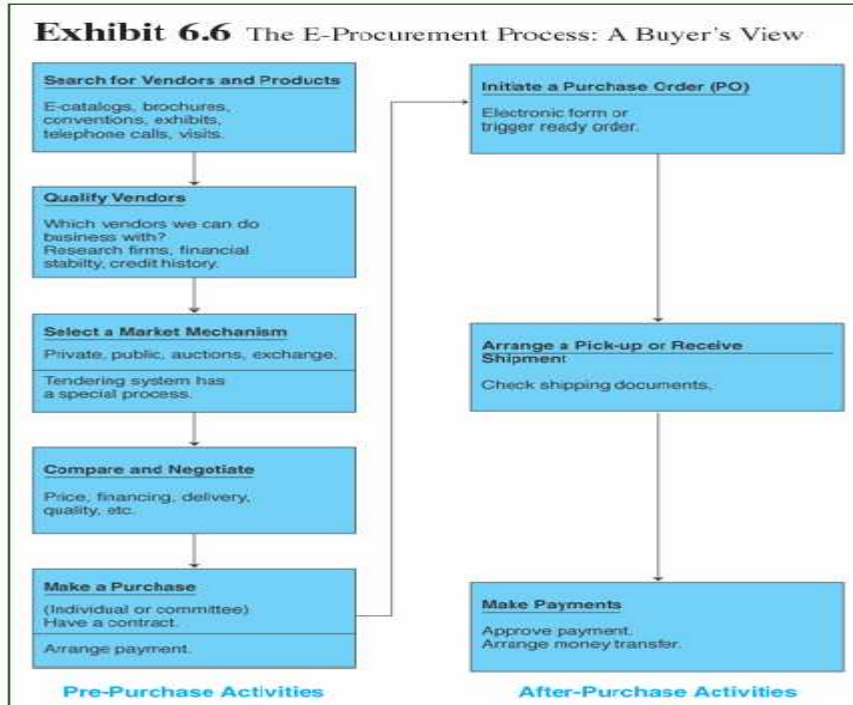 Exhibit 6.6 The E-Procurement Process: A Buyer's View
Search for Vendors and Products
E-catalogs, brochures,
conventions, exhibits,
telephone calls, visits.
Qualify Vendors
Which vendors we can do
business with?
Research firms, financial
stabilty, credit history.
Select a Market Mechanism
Private, public, auctions, exchange.
Tendering system has
a special process.
Compare and Negotiate
Price, financing, delivery,
quality, etc.
Make a Purchase
(Individual or committee)
Have a contract.
Arrange payment.
Pre-Purchase Activities
Initiate a Purchase Order (PO)
Electronic form or
trigger ready order.
Arrange a Pick-up or Receive
Shipment
Check shipping documents,
Make Payments
Approve payment.
Arrange money transfer.
After-Purchase Activities